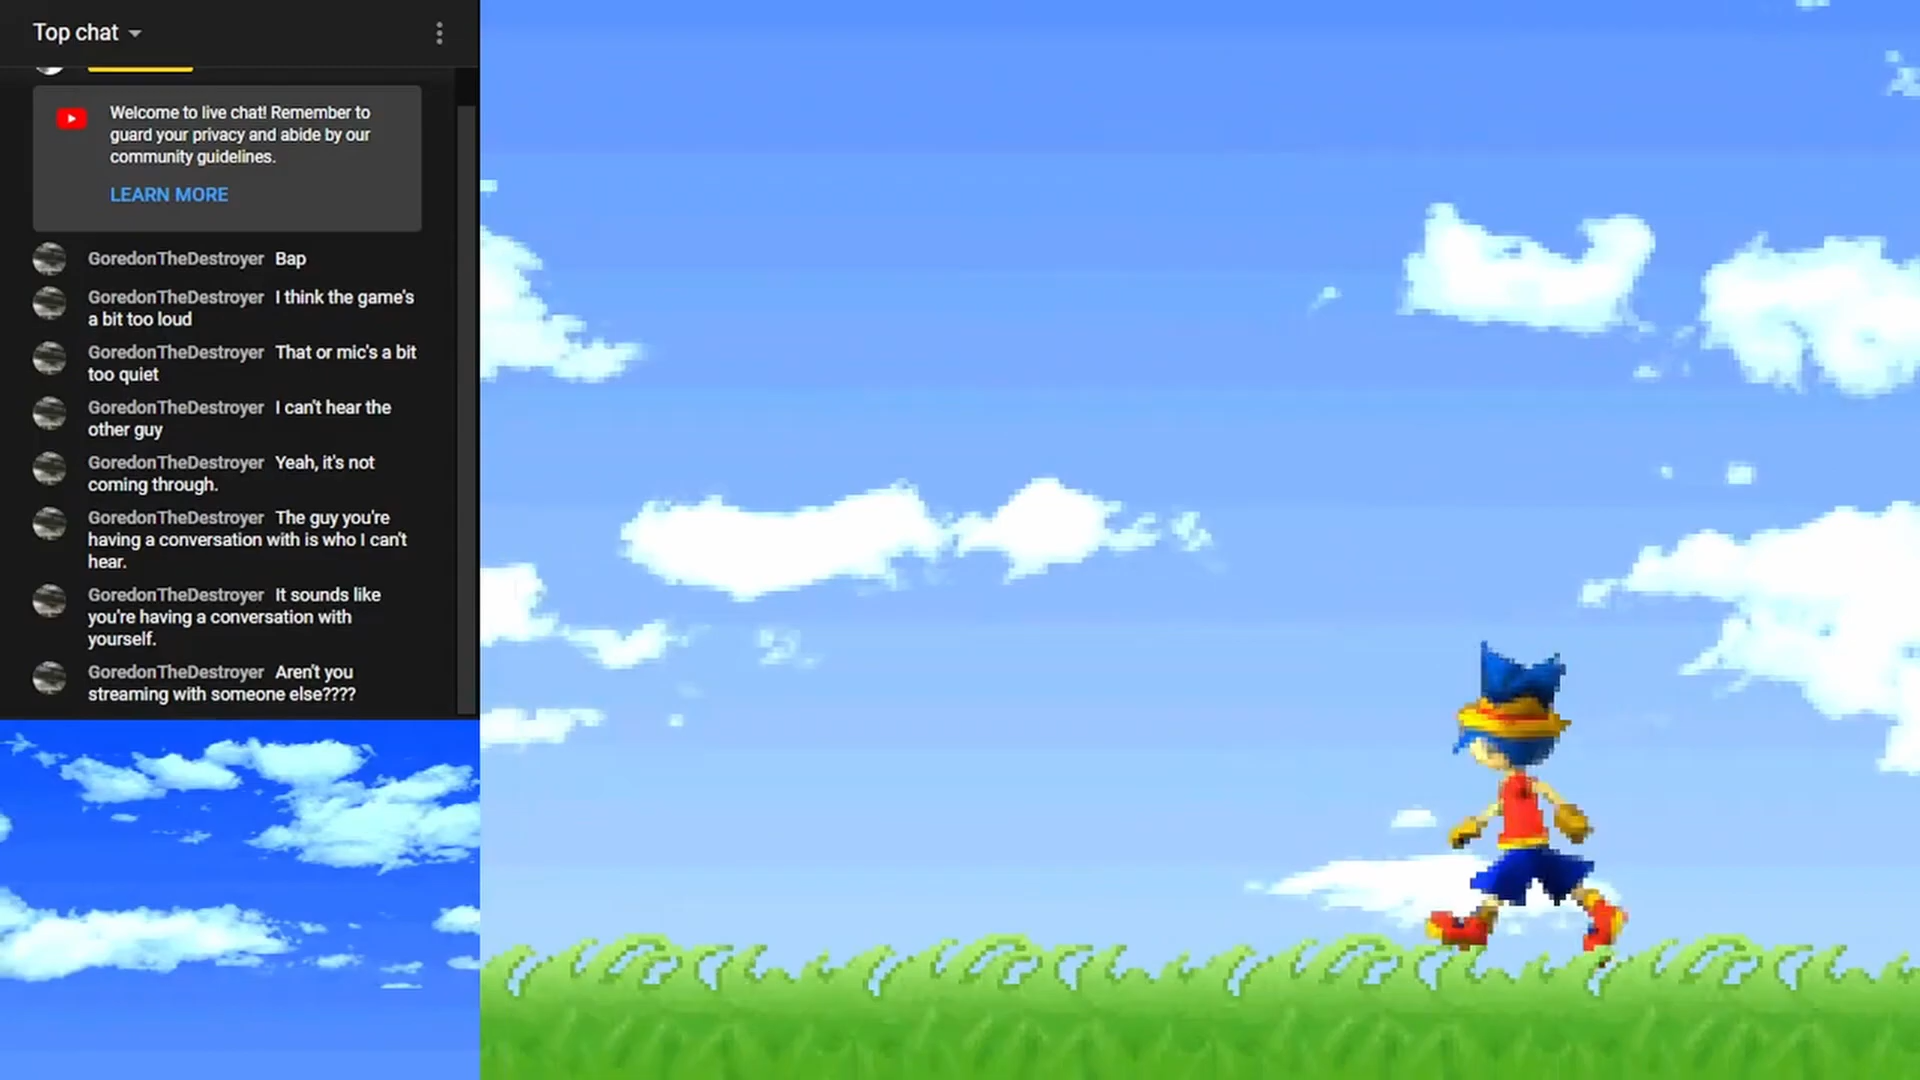 Top chat
Welcome to live chat! Remember to
guard your privacy and abide by our
community guidelines.
LEARN MORE
GoredonTheDestroyer Bap
GoredonTheDestroyer I think the game's
a bit too loud
GoredonTheDestroyer That or mic's a bit
too quiet
GoredonTheDestroyer I can't hear the
other guy
GoredonTheDestroyer Yeah, it's not
coming through.
GoredonTheDestroyer The guy you're
having a conversation with is who I can't
hear.
GoredonTheDestroyer It sounds like
you're having a conversation with
yourself.
GoredonTheDestroyer Aren't you
streaming with someone else????